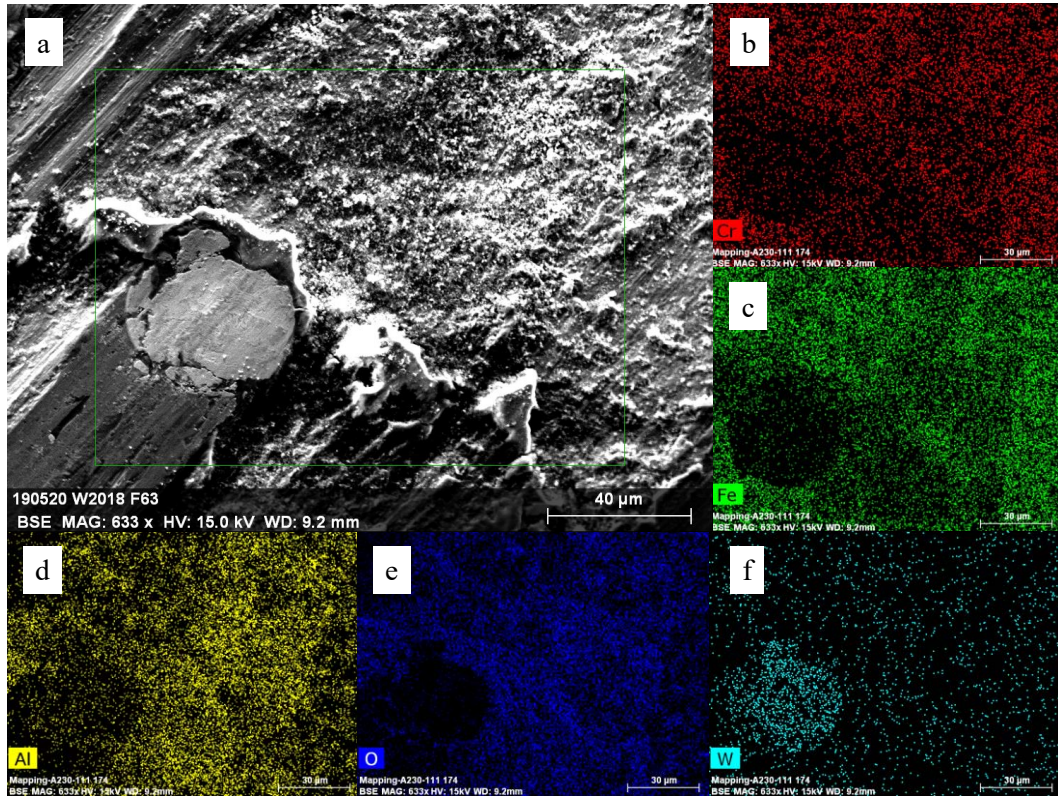 a
190520 W2018 F63
40 µm
BSE MAG: 633 x HV: 15.0 kV WD: 9.2 mm
b
Cr
Mapping-A230-111 174
BSE MAG: 633x HV: 15kV WD: 9.2mm
30 µm
c
Fe
Mapping-A230-111 174
BSE MAG: 633x HV: 15kV WD: 9.2mm
30 µm
d
Al
Mapping-A230-111 174
BSE MAG: 633x HV: 15kV WD: 9.2mm
30 µm
e
O
Mapping-A230-111 174
BSE MAG: 633x HV: 15kV WD: 9.2mm
30 µm
f
W
Mapping-A230-111 174
BSE MAG: 633x HV: 15kV WD: 9.2mm
30 µm